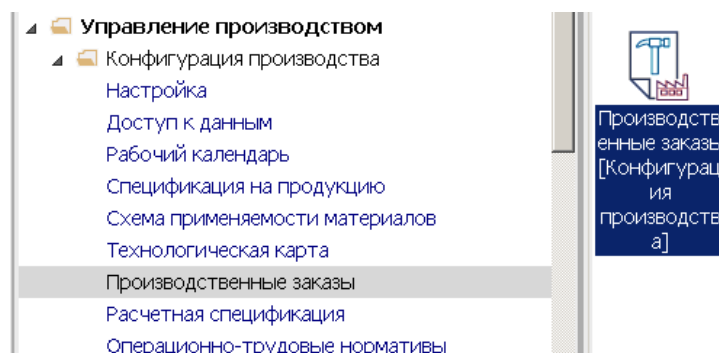 Управление производством
Конфигурация производства
Настройка
Доступ к данным
Рабочий календарь
Спецификация на продукцию
Схема применяемости материалов
Технологическая карта
Производственные заказы
Расчетная спецификация
Операционно-трудовые нормативы
Производств
енные заказы
[Конфигурац
ия
производств
а]